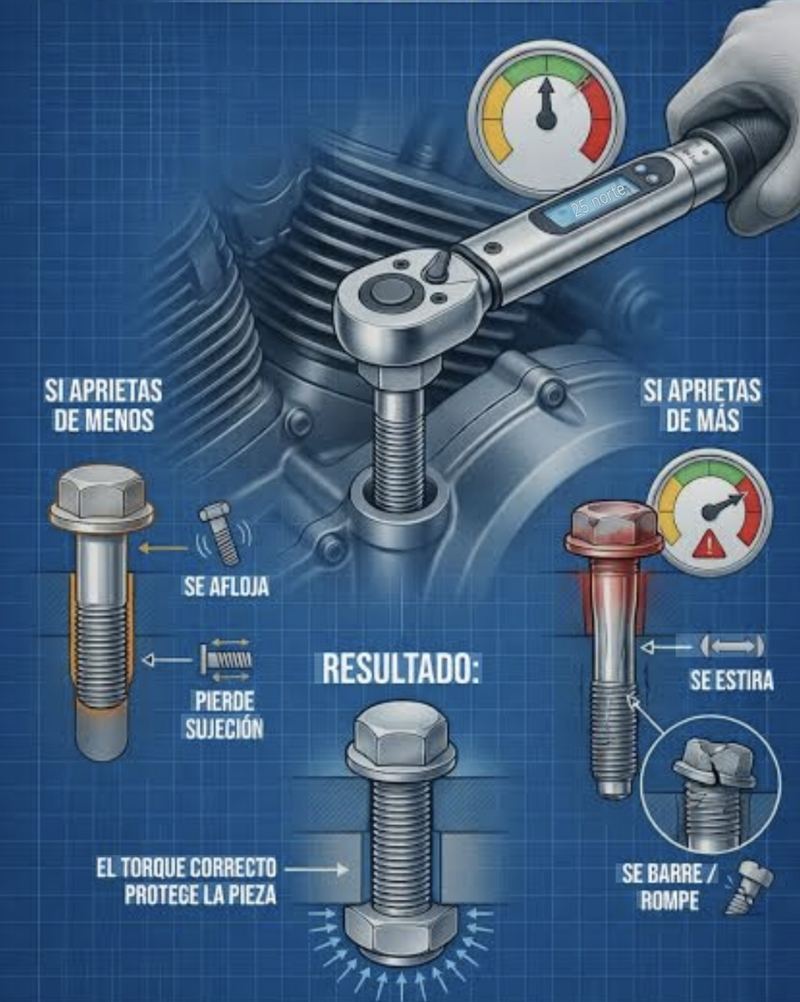 25 norte.
SI APRIETAS
DE MENOS
SI APRIETAS
DE MÁS
SE AFLOJA
PIERDE
SUJECIÓN
RESULTADO:
SE ESTIRA
EL TORQUE CORRECTO
PROTEGE LA PIEZA
SE BARRE /
ROMPE